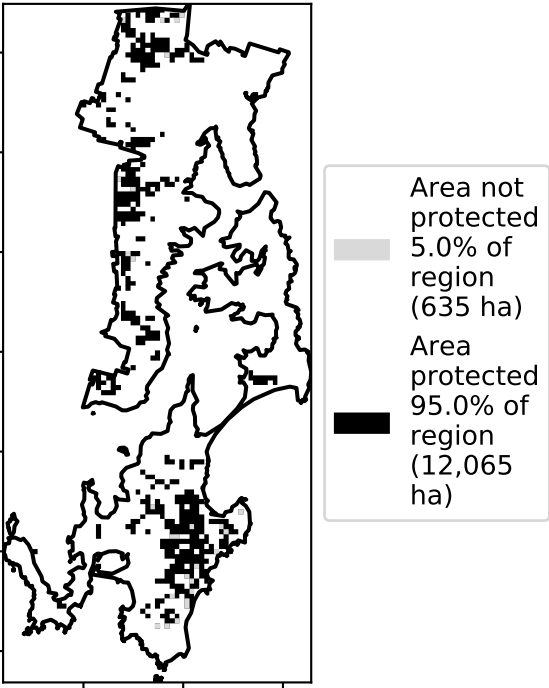 Area not
protected
5.0% of
region
(635 ha)
Area
protected
95.0% of
region
(12,065
ha)